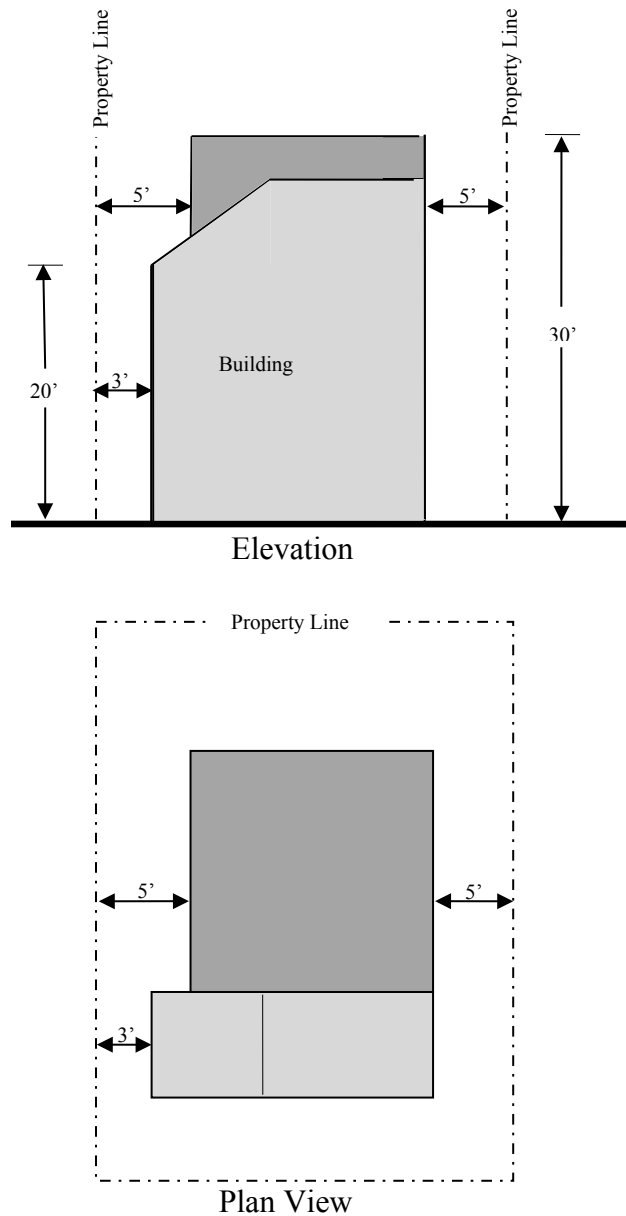 Property Line
Property Line
5’
5’
20’
3’
Building
30’
Elevation
Property Line
5’
5’
3’
Plan View